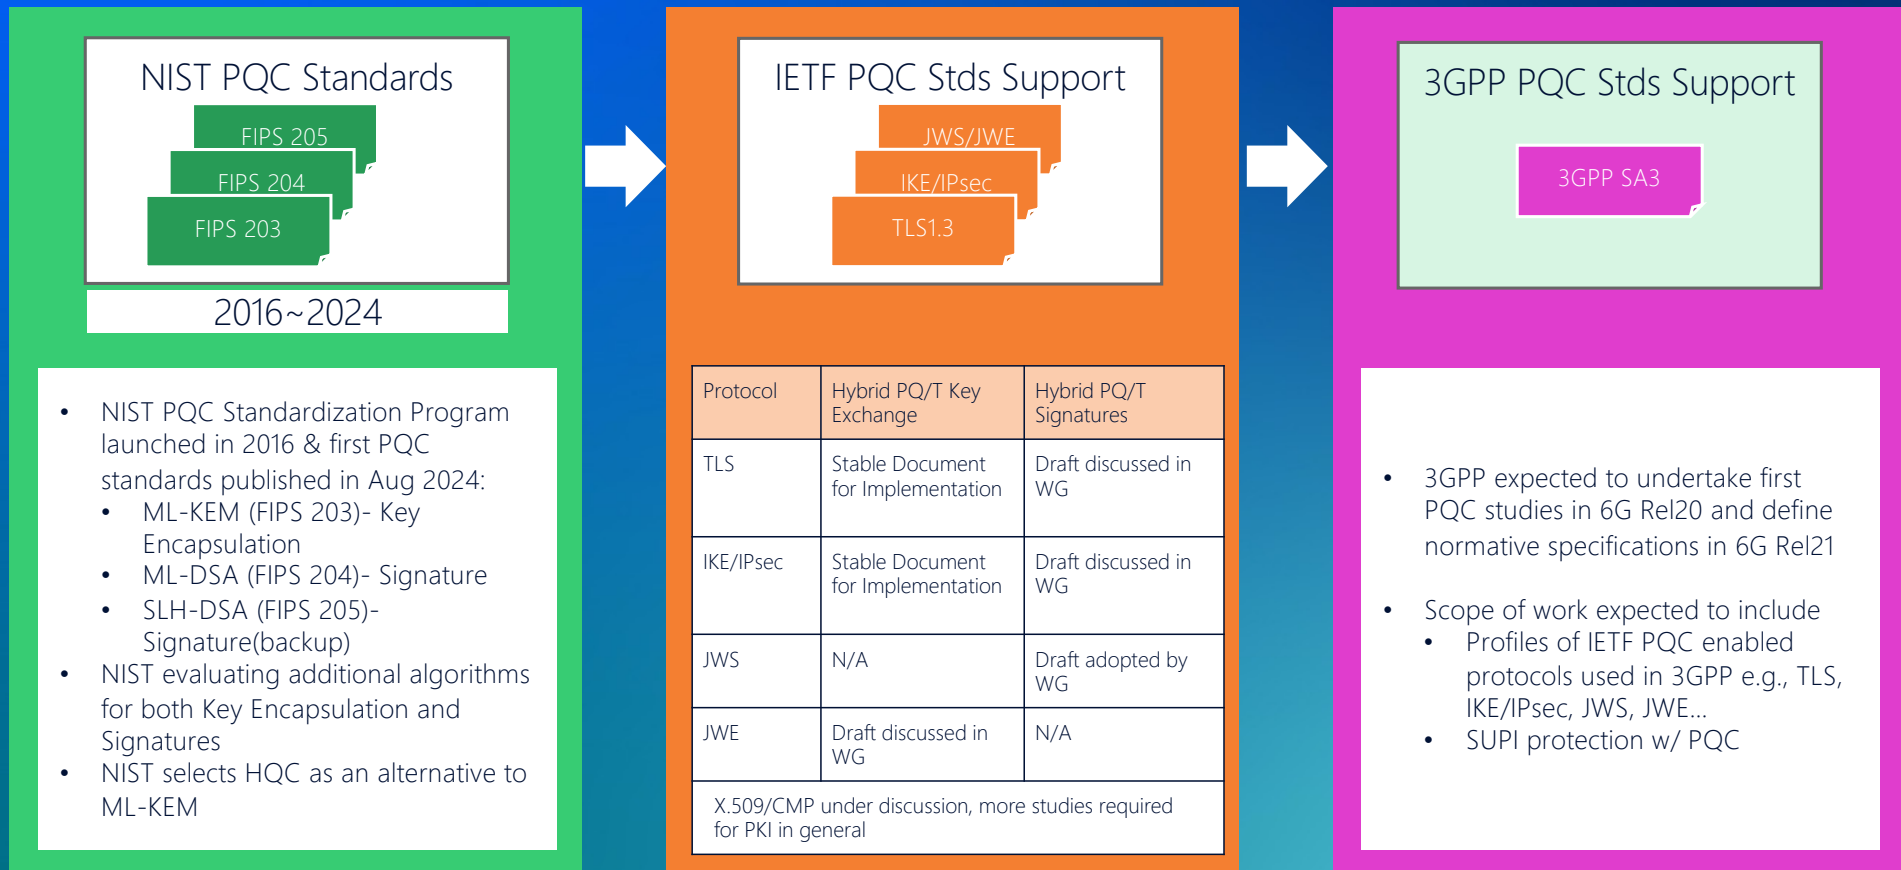 NIST PQC Standards
FIPS 205
FIPS 204
FIPS 203
2016~2024
• NIST PQC Standardization Program
launched in 2016 & first PQC
standards published in Aug 2024:
• ML-KEM (FIPS 203)- Key
Encapsulation
• ML-DSA (FIPS 204)- Signature
• SLH-DSA (FIPS 205)-
Signature(backup)
• NIST evaluating additional algorithms
for both Key Encapsulation and
Signatures
• NIST selects HQC as an alternative to
ML-KEM
IETF PQC Stds Support
JWS/JWE
IKE/IPsec
TLS1.3
Protocol
Hybrid PQ/T Key
Exchange
Hybrid PQ/T
Signatures
TLS
Stable Document
for Implementation
Draft discussed in
WG
IKE/IPsec
Stable Document
for Implementation
Draft discussed in
WG
JWS
N/A
Draft adopted by
WG
JWE
Draft discussed in
WG
N/A
X.509/CMP under discussion, more studies required
for PKI in general
3GPP PQC Stds Support
3GPP SA3
• 3GPP expected to undertake first
PQC studies in 6G Rel20 and define
normative specifications in 6G Rel21
• Scope of work expected to include
• Profiles of IETF PQC enabled
protocols used in 3GPP e.g., TLS,
IKE/IPsec, JWS, JWE...
• SUPI protection w/ PQC